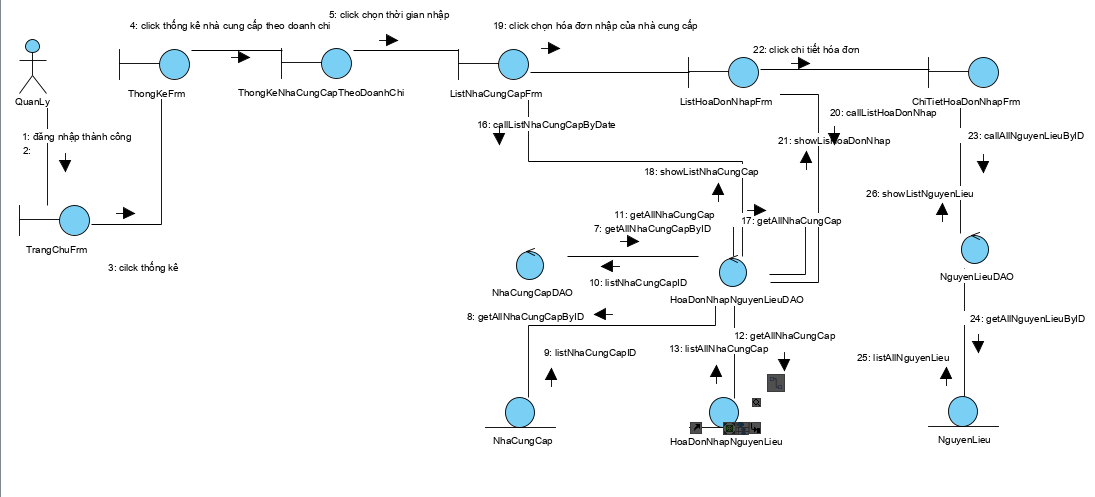 5: click chọn thời gian nhập
4: click thống kê nhà cung cấp theo doanh chi
19: click chọn hóa đơn nhập của nhà cung cấp
22: click chi tiết hóa đơn
QuanLy
ThongKeFrm
ThongKeNhaCungCapTheoDoanhChi
ListNhaCungCapFrm
ListHoaDonNhapFrm
ChiTietHoaDonNhapFrm
20: callListHoaDonNhap
16: callListNhaCungCapByDate
1: đăng nhập thành công
2:
21: showListHoaDonNhap
23: callAllNguyenLieuByID
18: showListNhaCungCap
26: showListNguyenLieu
11: getAllNhaCungCap
17: getAllNhaCungCap
7: getAllNhaCungCapByID
TrangChuFrm
3: cilck thống kê
10: listNhaCungCapID
NhaCungCapDAO
HoaDonNhapNguyenLieuDAO
NguyenLieuDAO
8: getAllNhaCungCapByID
24: getAllNguyenLieuByID
12: getAllNhaCungCap
9: listNhaCungCapID
13: listAllNhaCungCap
25: listAllNguyenLieu
NhaCungCap
HoaDonNhapNguyenLieu
NguyenLieu